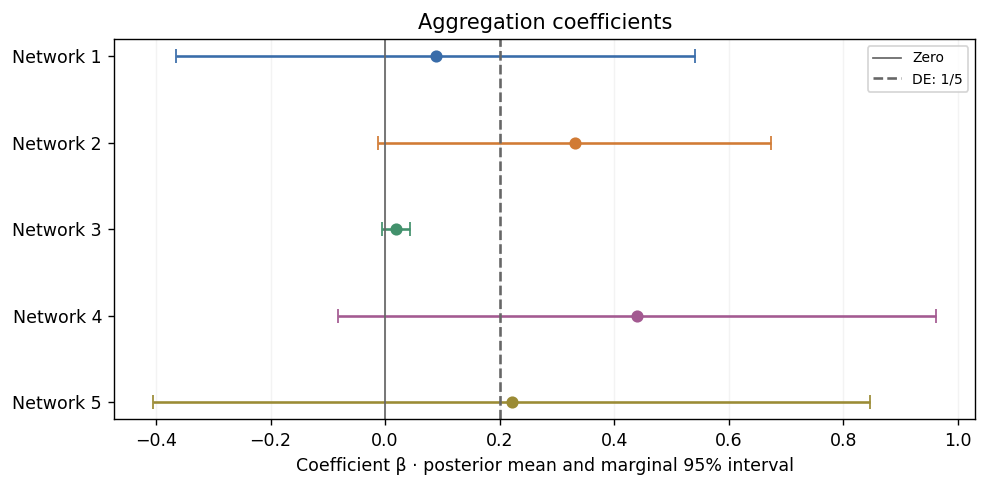 Aggregation coefficients
Zero
DE: 1/5
Network 1
Network 2
Network 3
Network 4
Network 5
−0.4 −0.2 0.0 0.2 0.4 0.6 0.8 1.0
Coefficient β · posterior mean and marginal 95% interval